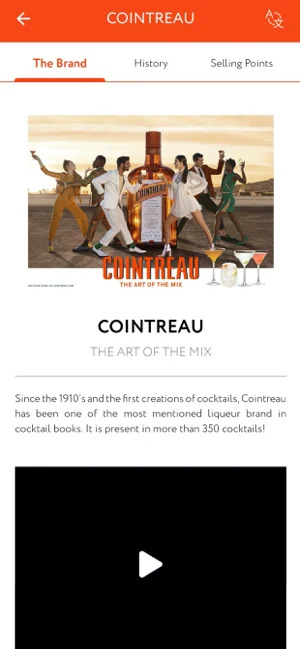 COINTREAU
The Brand
History
Selling Points
COINTREAU
COINTREAU
THE ART OF THE MIX
COINTREAU
THE ART OF THE MIX
Since the 1910's and the first creations of cocktails, Cointreau
has been one of the most mentioned liqueur brand in
cocktail books. It is present in more than 350 cocktails!